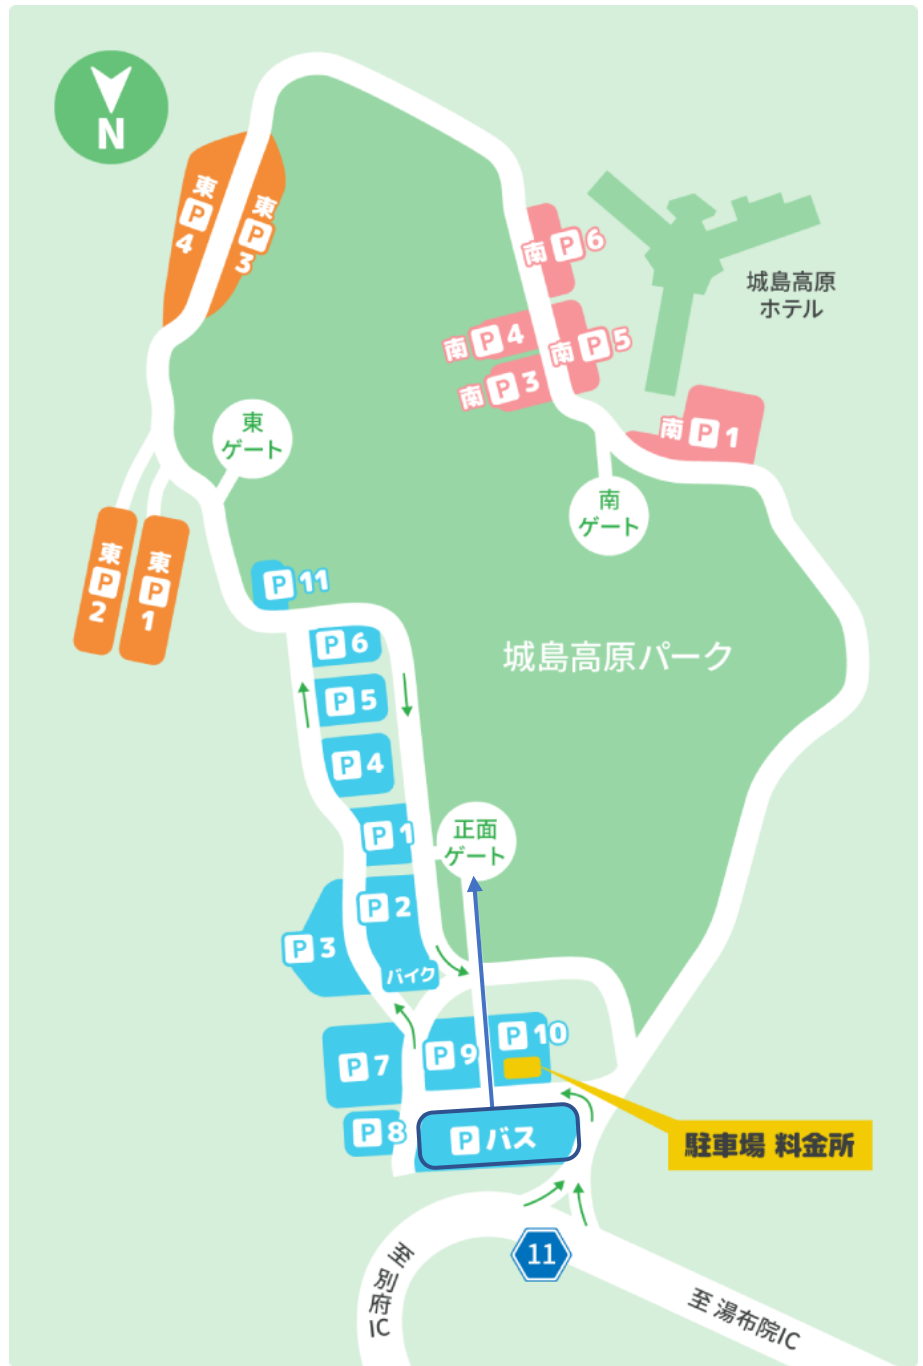 N
東
P
4
東
P
3
南 P 6
城島高原
ホテル
南 P 4
南 P 5
南 P 3
南 P 1
東
ゲート
南
ゲート
東
P
2
東
P
1
P 11
P 6
城島高原パーク
P 5
P 4
P 1
正面
ゲート
P 2
P 3
バイク
P 10
P 9
P 7
P 8
P バス
駐車場 料金所
11
至別府IC
至 湯布院IC